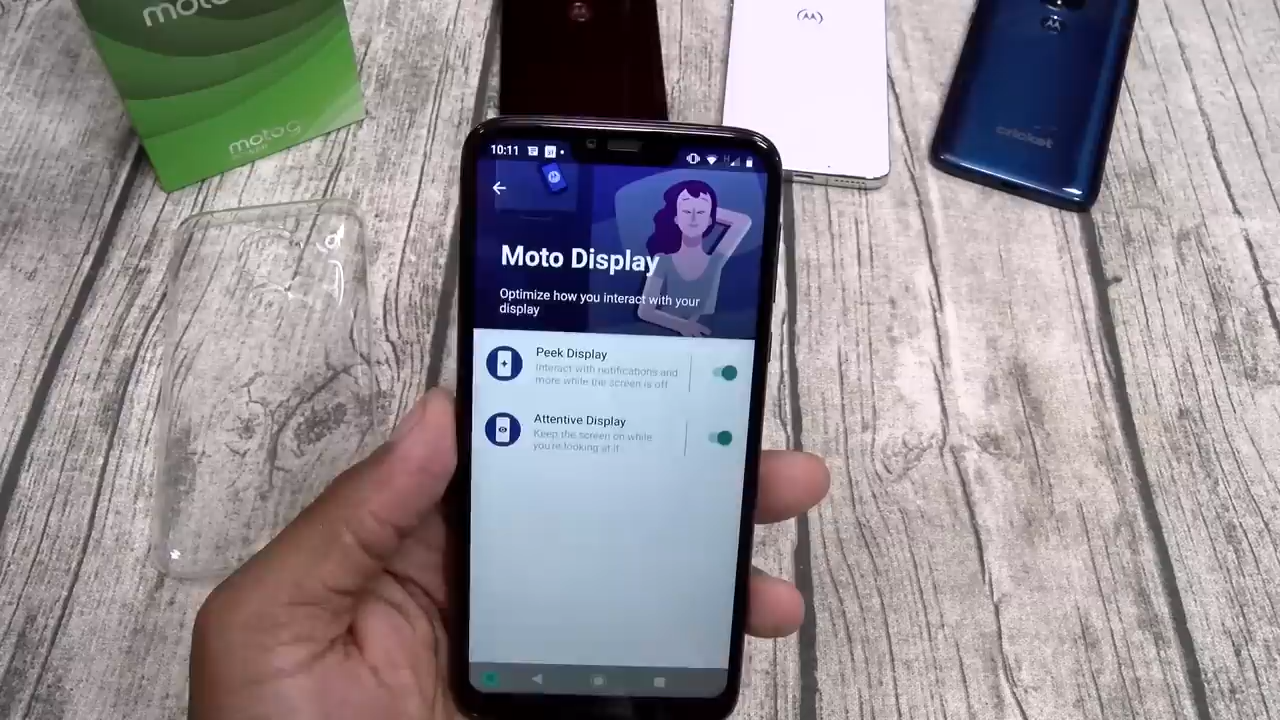 moto
moto g
cricket
10:11
31
H
Moto Display
Optimize how you interact with your
display
Peek Display
Interact with notifications and
more while the screen is off
Attentive Display
Keep the screen on while
you're looking at it